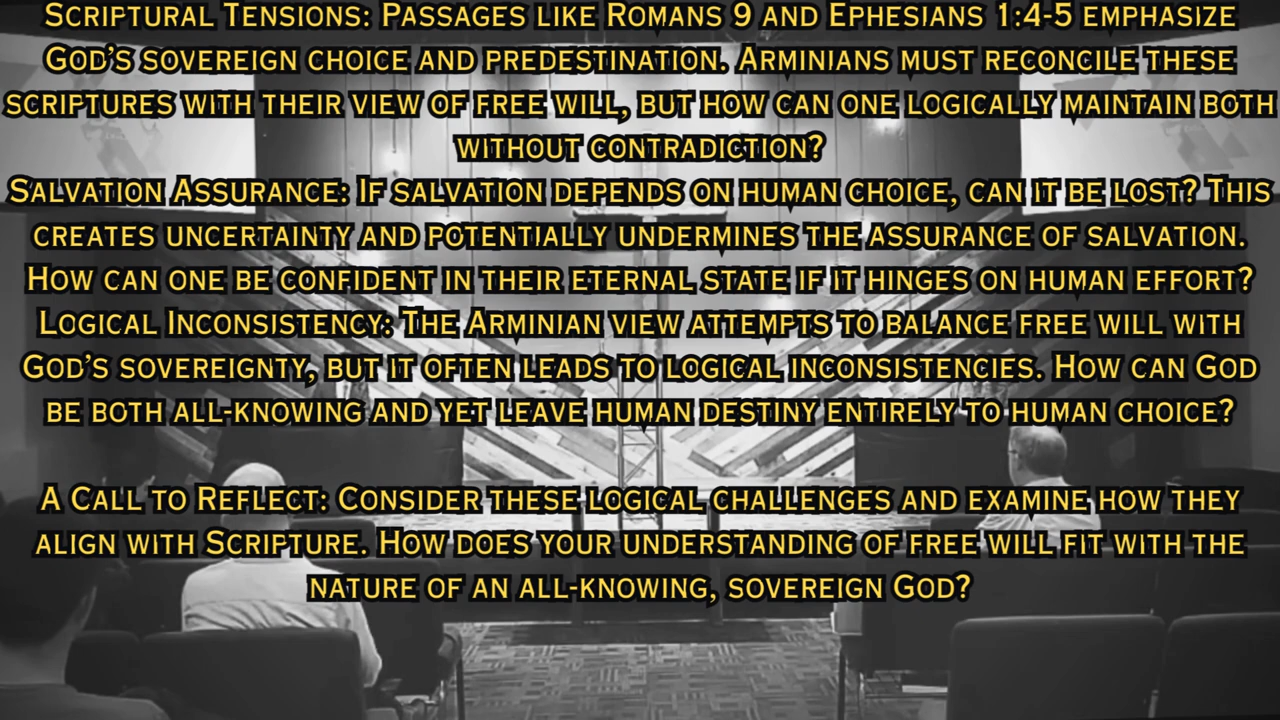 Scriptural Tensions: Passages like Romans 9 and Ephesians 1:4-5 emphasize
God's sovereign choice and predestination. Arminians must reconcile these
scriptures with their view of free will, but how can one logically maintain both
without contradiction?
Salvation Assurance: If salvation depends on human choice, can it be lost? This
creates uncertainty and potentially undermines the assurance of salvation.
How can one be confident in their eternal state if it hinges on human effort?
Logical Inconsistency: The Arminian view attempts to balance free will with
God's sovereignty, but it often leads to logical inconsistencies. How can God
be both all-knowing and yet leave human destiny entirely to human choice?
A Call to Reflect: Consider these logical challenges and examine how they
align with Scripture. How does your understanding of free will fit with the
nature of an all-knowing, sovereign God?